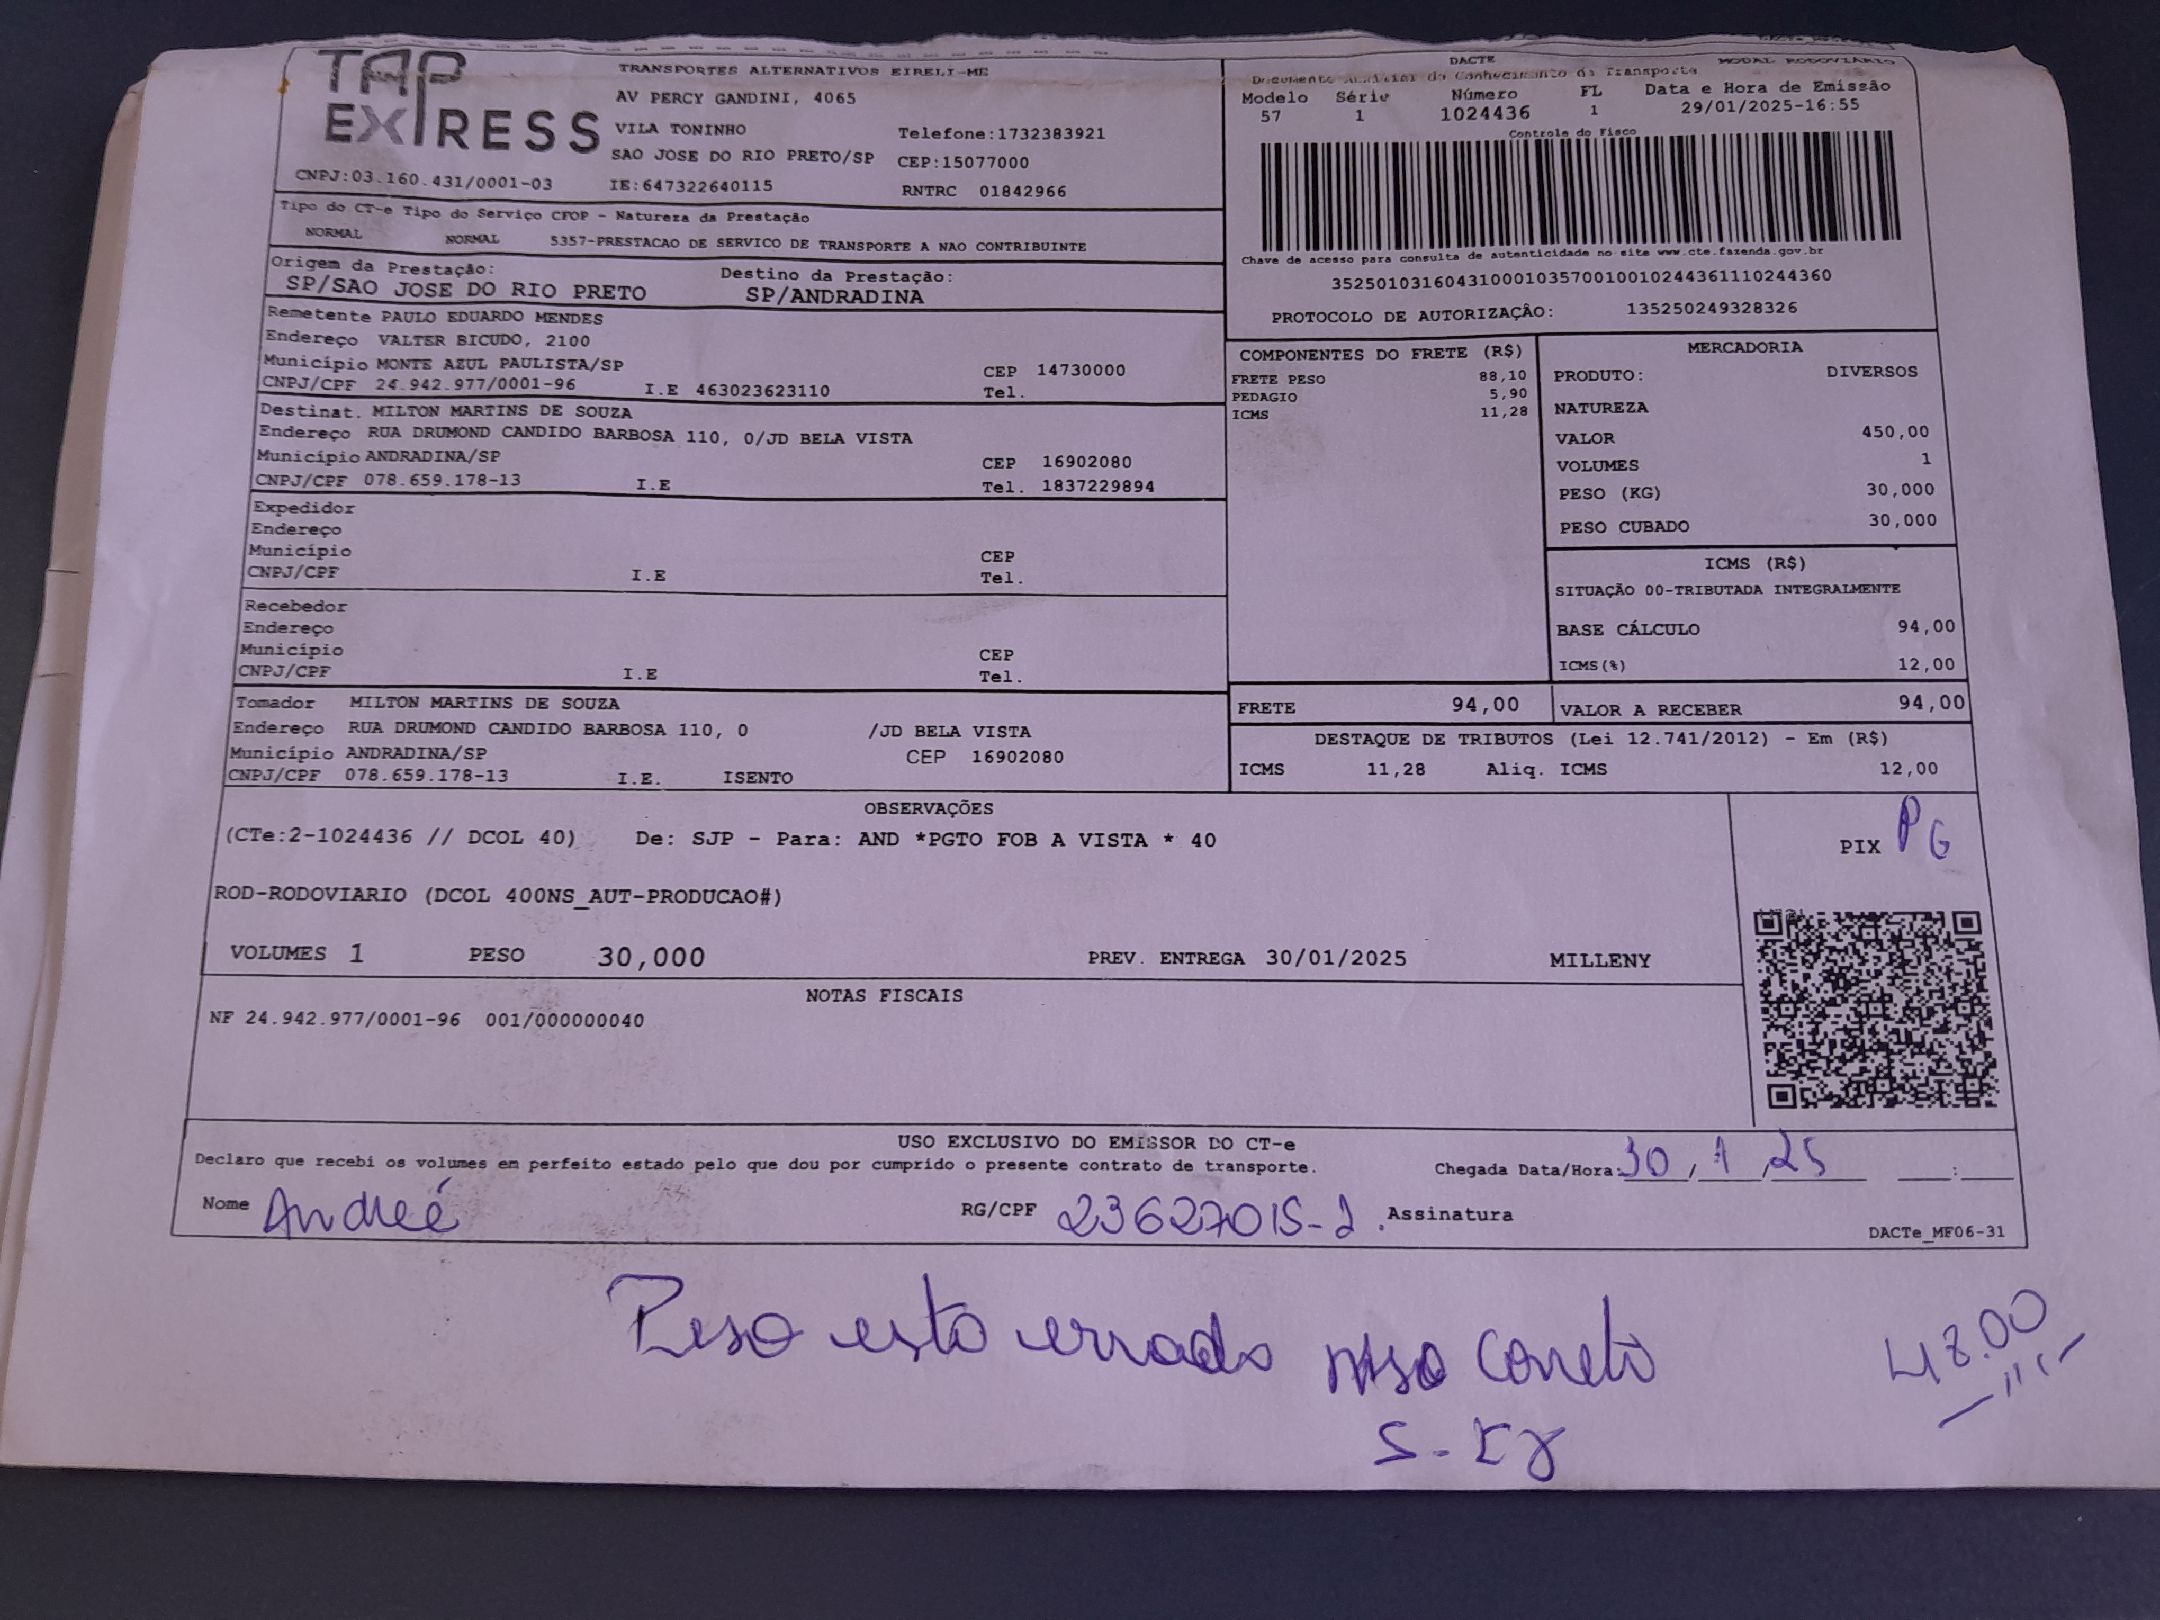 TAP EXPRESS
TRANSPORTES ALTERNATIVOS EIRELI-ME
AV PERCY GANDINI, 4065
VILA TONINHO Telefone:1732383921
SAO JOSE DO RIO PRETO/SP CEP:15077000
CNPJ:03.160.431/0001-03 IE:647322640115 RNTRC 01842966
DACTE MODAL RODOVIARIO
Documento Auxiliar do Conhecimento de Transporte
Modelo Série Número FL Data e Hora de Emissão
57 1 1024436 1 29/01/2025-16:55
Controle do Fisco
Chave de acesso para consulta de autenticidade no site www.cte.fazenda.gov.br
35250103160431000103570010010244361110244360
PROTOCOLO DE AUTORIZAÇÃO: 135250249328326
Tipo do CT-e Tipo do Serviço CFOP - Natureza da Prestação
NORMAL NORMAL 5357-PRESTACAO DE SERVICO DE TRANSPORTE A NAO CONTRIBUINTE
Origem da Prestação: Destino da Prestação:
SP/SAO JOSE DO RIO PRETO SP/ANDRADINA
Remetente PAULO EDUARDO MENDES
Endereço VALTER BICUDO, 2100
Município MONTE AZUL PAULISTA/SP CEP 14730000
CNPJ/CPF 24.942.977/0001-96 I.E 463023623110 Tel.
Destinat. MILTON MARTINS DE SOUZA
Endereço RUA DRUMOND CANDIDO BARBOSA 110, 0/JD BELA VISTA
Município ANDRADINA/SP CEP 16902080
CNPJ/CPF 078.659.178-13 I.E Tel. 1837229894
Expedidor
Endereço
Município CEP
CNPJ/CPF I.E Tel.
Recebedor
Endereço
Município CEP
CNPJ/CPF I.E Tel.
Tomador MILTON MARTINS DE SOUZA
Endereço RUA DRUMOND CANDIDO BARBOSA 110, 0 /JD BELA VISTA
Município ANDRADINA/SP CEP 16902080
CNPJ/CPF 078.659.178-13 I.E. ISENTO
COMPONENTES DO FRETE (R$)
FRETE PESO 88,10
PEDAGIO 5,90
ICMS 11,28
MERCADORIA
PRODUTO: DIVERSOS
NATUREZA
VALOR 450,00
VOLUMES 1
PESO (KG) 30,000
PESO CUBADO 30,000
ICMS (R$)
SITUAÇÃO 00-TRIBUTADA INTEGRALMENTE
BASE CÁLCULO 94,00
ICMS(%) 12,00
FRETE 94,00 VALOR A RECEBER 94,00
DESTAQUE DE TRIBUTOS (Lei 12.741/2012) - Em (R$)
ICMS 11,28 Aliq. ICMS 12,00
OBSERVAÇÕES
(CTe:2-1024436 // DCOL 40) De: SJP - Para: AND *PGTO FOB A VISTA * 40
ROD-RODOVIARIO (DCOL 400NS_AUT-PRODUCAO#)
VOLUMES 1 PESO 30,000 PREV. ENTREGA 30/01/2025 MILLENY
PIX PG
NOTAS FISCAIS
NF 24.942.977/0001-96 001/000000040
USO EXCLUSIVO DO EMISSOR DO CT-e
Declaro que recebi os volumes em perfeito estado pelo que dou por cumprido o presente contrato de transporte. Chegada Data/Hora: 30/1/25 :
Nome André RG/CPF 23627015-2 Assinatura
DACTe_MF06-31
Peso esta errado peso correto
5-Kg
48.00